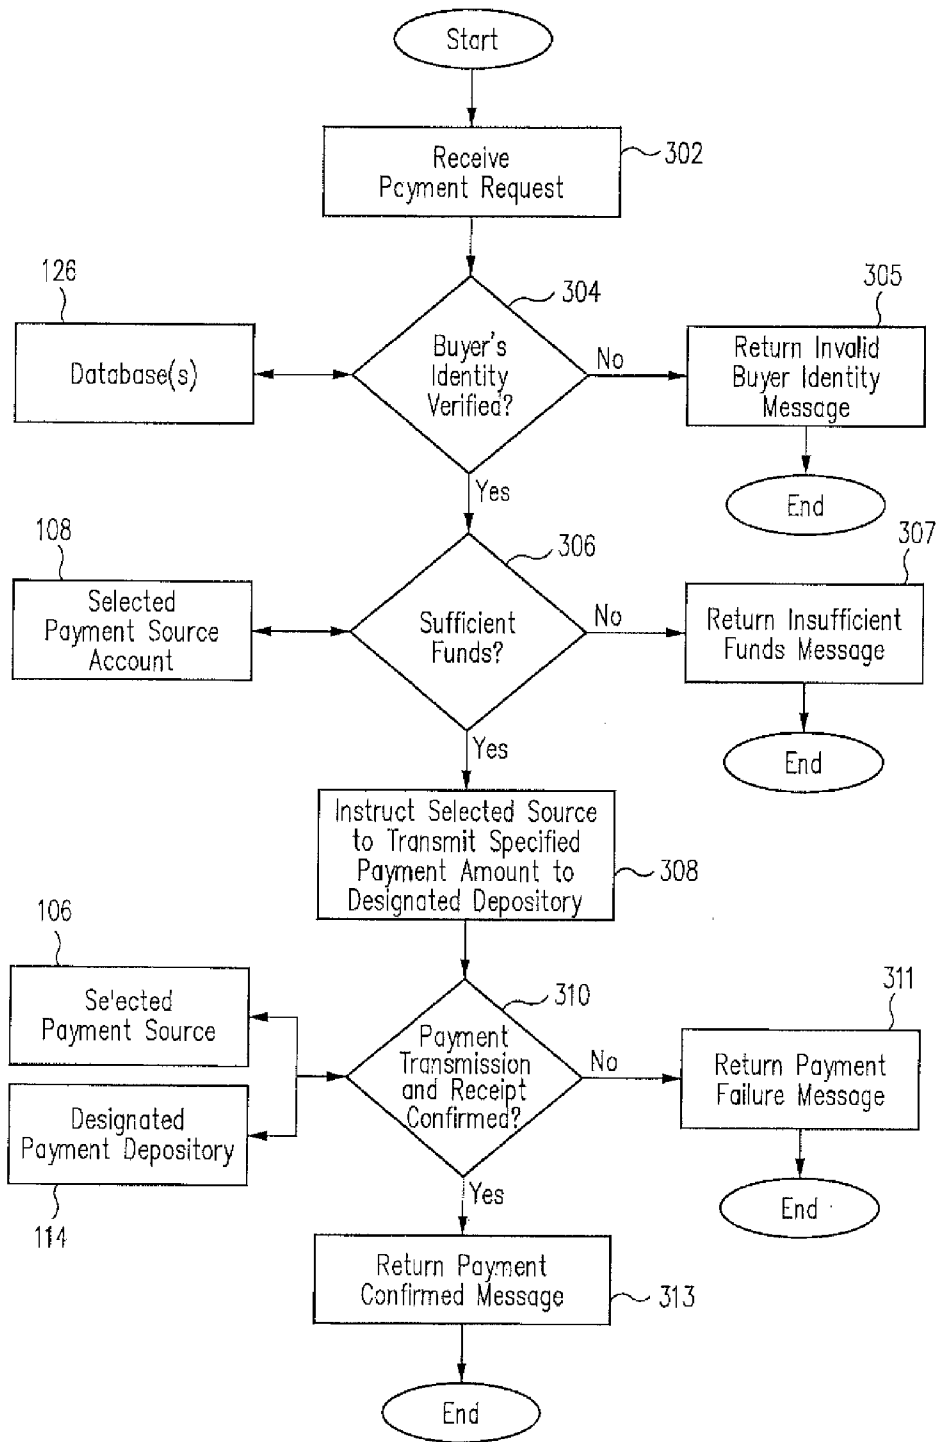 Start
Receive
Payment Request
302
126
Database(s)
304
Buyer's
Identity
Verified?
No
305
Return Invalid
Buyer Identity
Message
End
Yes
108
Selected
Payment Source
Account
306
Sufficient
Funds?
No
307
Return Insufficient
Funds Message
End
Yes
Instruct Selected Source
to Transmit Specified
Payment Amount to
Designated Depository
308
106
Selected
Payment Source
Designated
Payment Depository
114
310
Payment
Transmission
and Receipt
Confirmed?
No
311
Return Payment
Failure Message
End
Yes
Return Payment
Confirmed Message
313
End